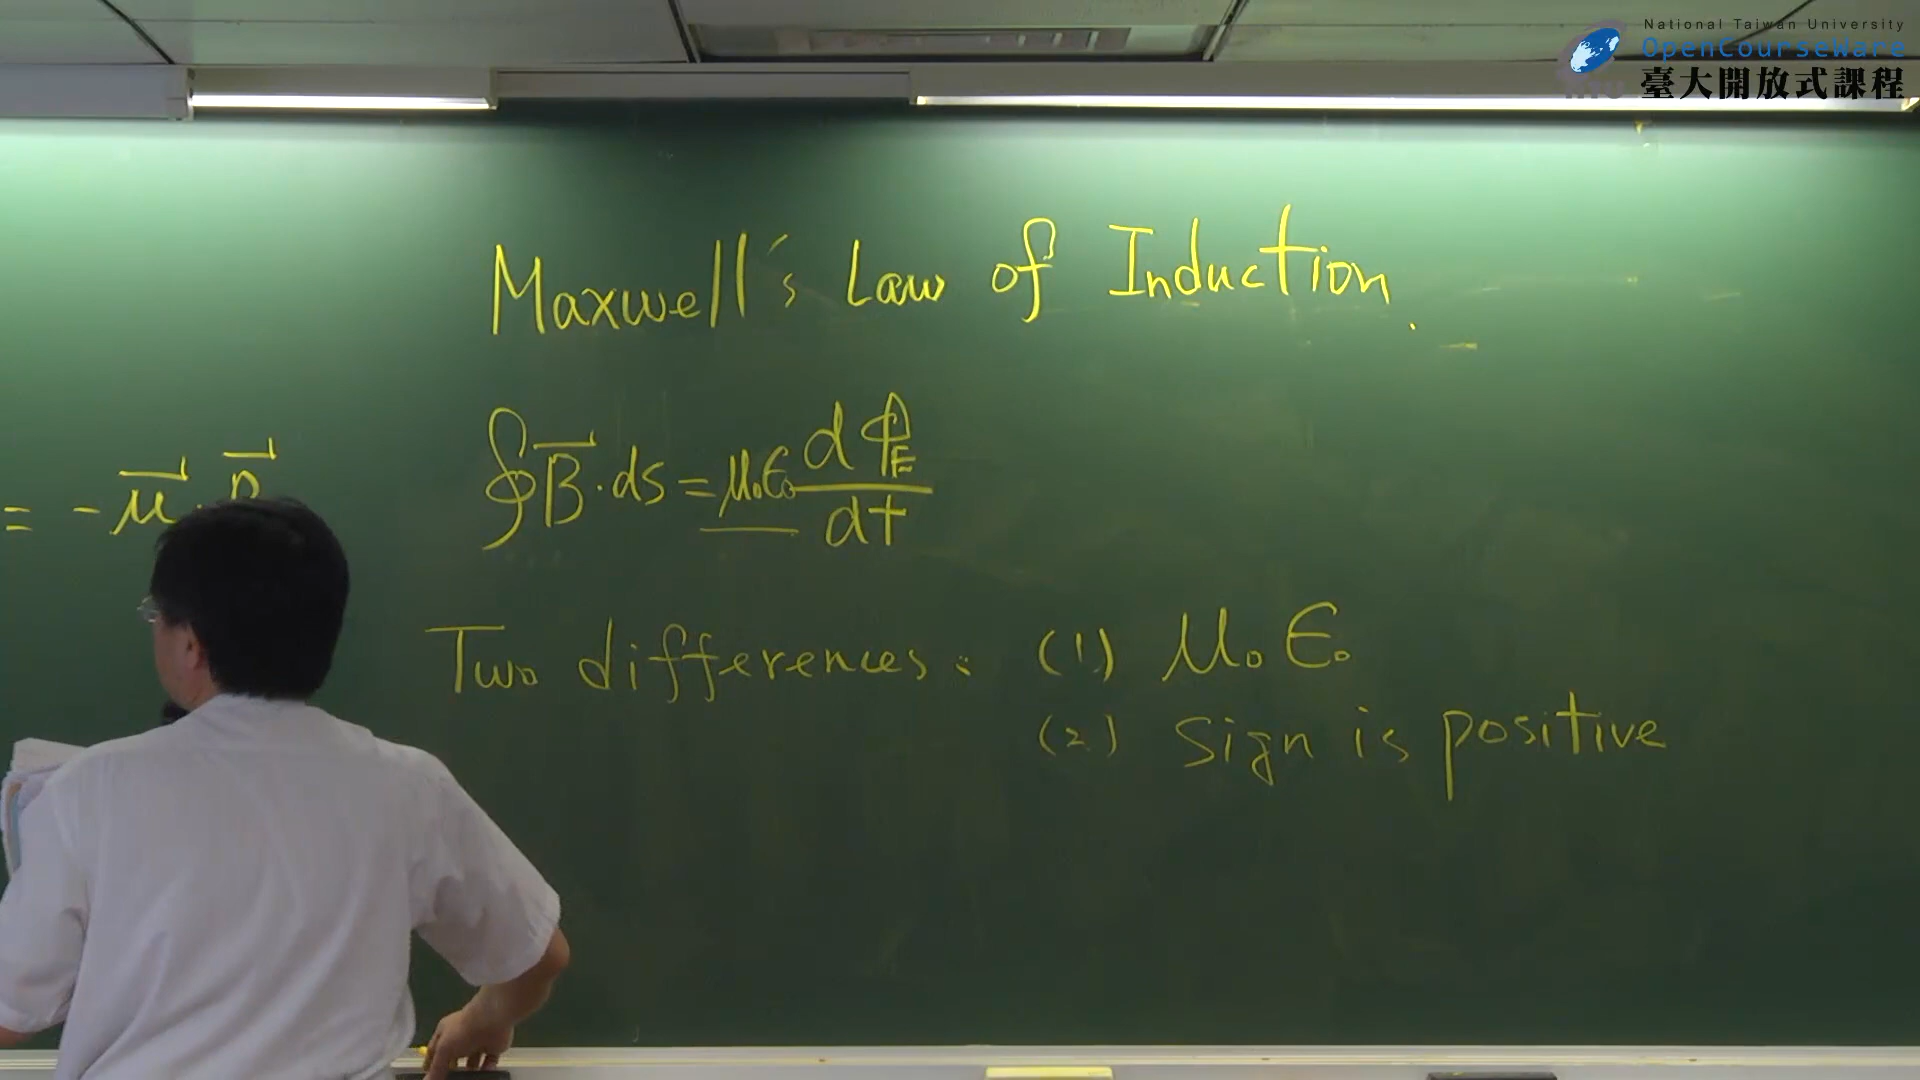 National Taiwan University
OpenCourseWare
臺大開放式課程
Maxwell's Law of Induction.
∮B⃗·ds = μ₀ε₀ dΦ_E/dt
= -μ⃗·
Two differences: (1) μ₀ε₀
(2) Sign is positive